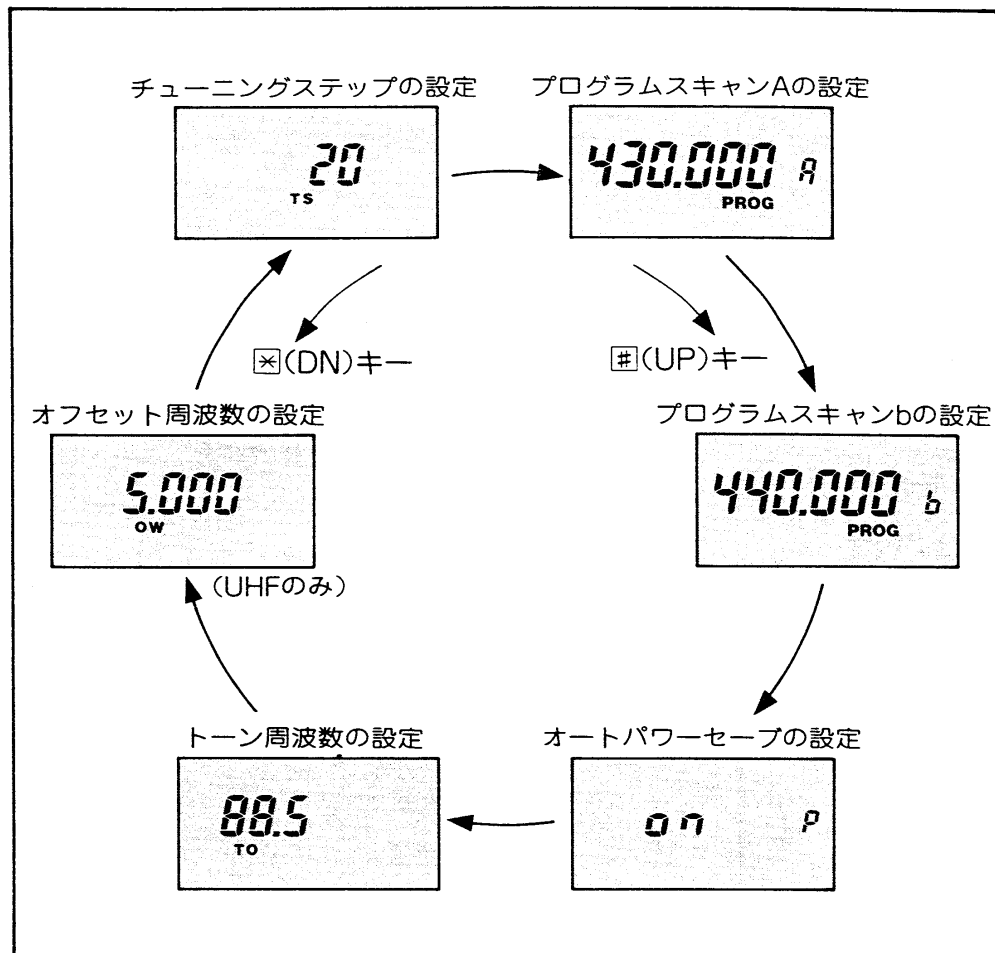 チューニングステップの設定
20
TS
プログラムスキャンAの設定
430.000 A
PROG
✳(DN)キー
#(UP)キー
オフセット周波数の設定
5.000
OW
(UHFのみ)
プログラムスキャンbの設定
440.000 b
PROG
トーン周波数の設定
88.5
TO
オートパワーセーブの設定
on P